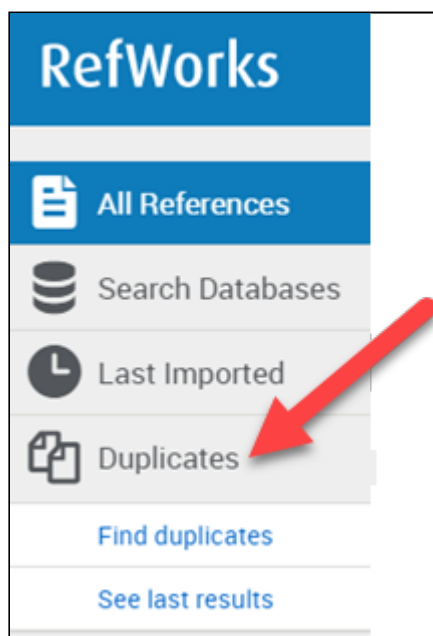 RefWorks
All References
Search Databases
Last Imported
Duplicates
Find duplicates
See last results